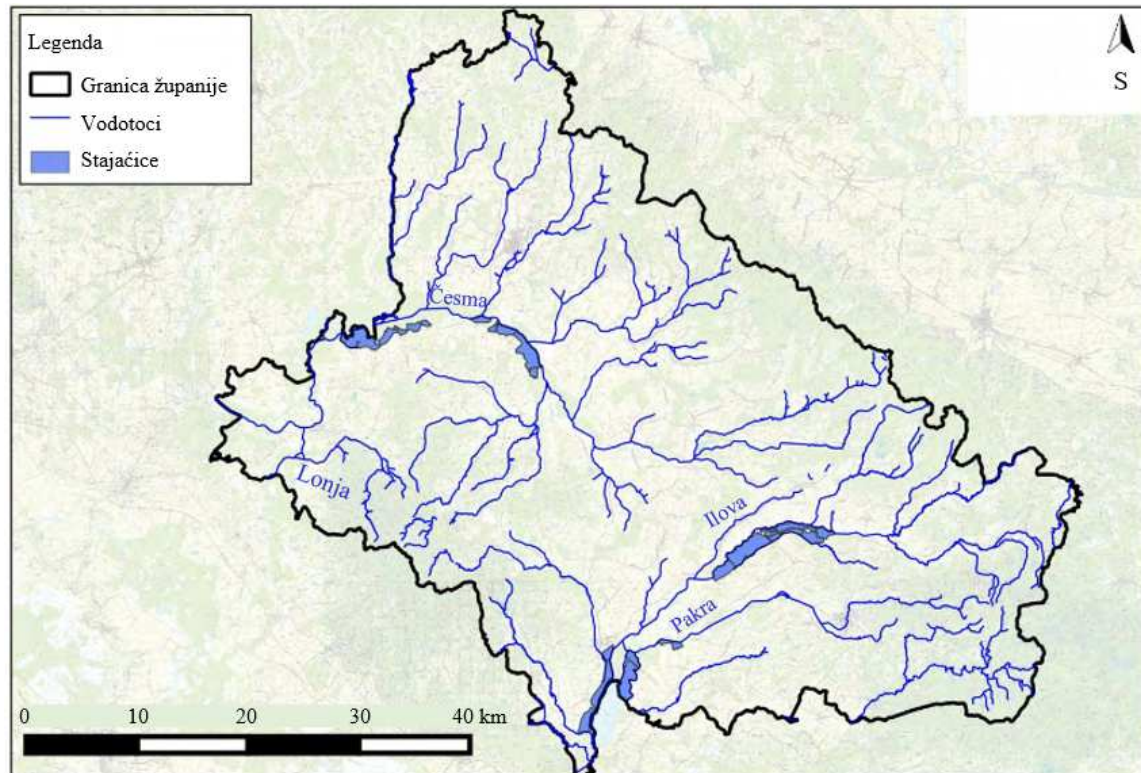 Legenda
Granica županije
Vodotoci
Stajaćice
S
Česma
Lonja
Ilova
Pakra
0 10 20 30 40 km